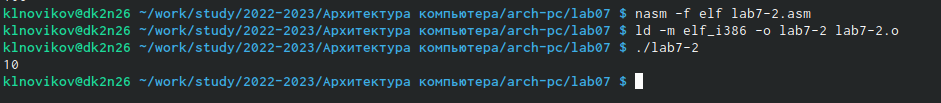 klnovikov@dk2n26 ~/work/study/2022-2023/Архитектура компьютера/arch-pc/lab07 $ nasm -f elf lab7-2.asm
klnovikov@dk2n26 ~/work/study/2022-2023/Архитектура компьютера/arch-pc/lab07 $ ld -m elf_i386 -o lab7-2 lab7-2.o
klnovikov@dk2n26 ~/work/study/2022-2023/Архитектура компьютера/arch-pc/lab07 $ ./lab7-2
10
klnovikov@dk2n26 ~/work/study/2022-2023/Архитектура компьютера/arch-pc/lab07 $